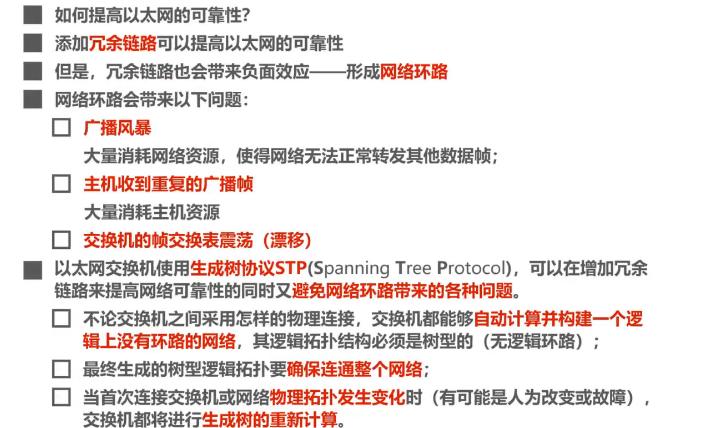 如何提高以太网的可靠性?
添加冗余链路可以提高以太网的可靠性
但是，冗余链路也会带来负面效应——形成网络环路
网络环路会带来以下问题：
广播风暴
大量消耗网络资源，使得网络无法正常转发其他数据帧；
主机收到重复的广播帧
大量消耗主机资源
交换机的帧交换表震荡（漂移）
以太网交换机使用生成树协议STP(Spanning Tree Protocol)，可以在增加冗余
链路来提高网络可靠性的同时又避免网络环路带来的各种问题。
不论交换机之间采用怎样的物理连接，交换机都能够自动计算并构建一个逻
辑上没有环路的网络，其逻辑拓扑结构必须是树型的（无逻辑环路）；
最终生成的树型逻辑拓扑要确保连通整个网络；
当首次连接交换机或网络物理拓扑发生变化时（有可能是人为改变或故障），
交换机都将进行生成树的重新计算。